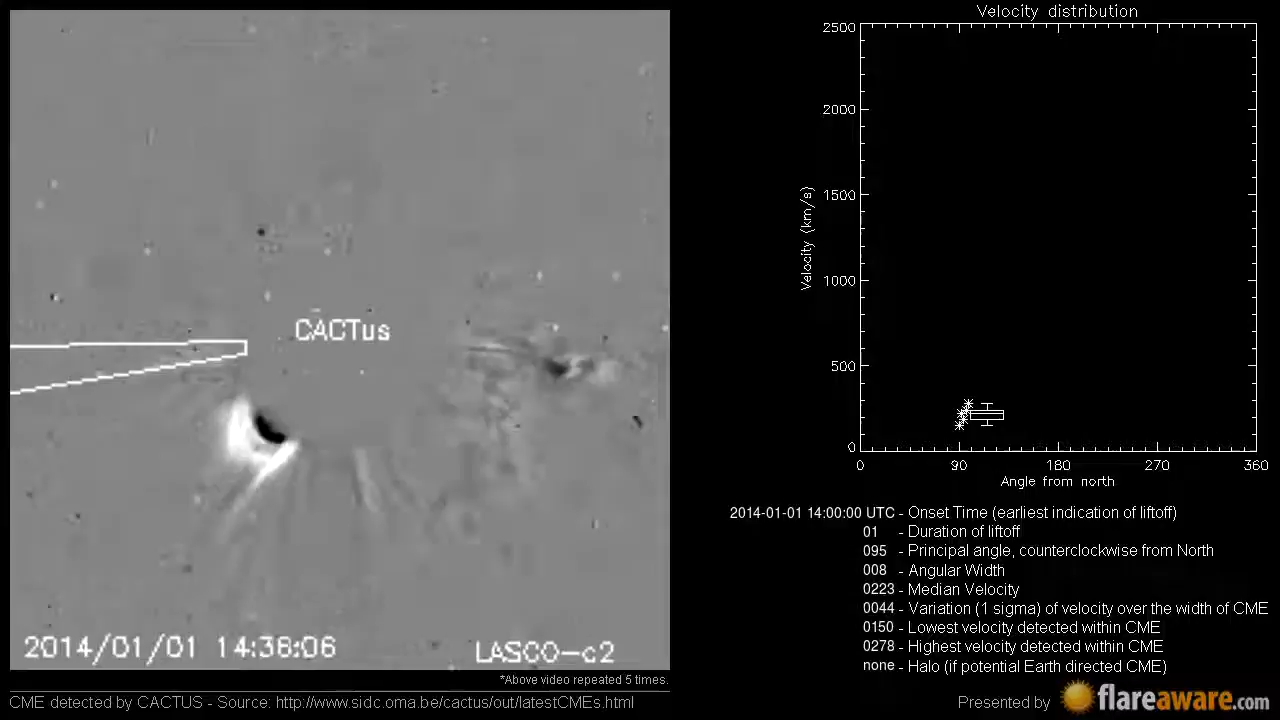 CACTus
2014/01/01 14:38:06
LASCO-c2
*Above video repeated 5 times.
CME detected by CACTUS - Source: http://www.sidc.oma.be/cactus/out/latestCMEs.html
Velocity distribution
Velocity (km/s)
2500
2000
1500
1000
500
0
0 90 180 270 360
Angle from north
2014-01-01 14:00:00 UTC - Onset Time (earliest indication of liftoff)
01 - Duration of liftoff
095 - Principal angle, counterclockwise from North
008 - Angular Width
0223 - Median Velocity
0044 - Variation (1 sigma) of velocity over the width of CME
0150 - Lowest velocity detected within CME
0278 - Highest velocity detected within CME
none - Halo (if potential Earth directed CME)
Presented by flareaware.com